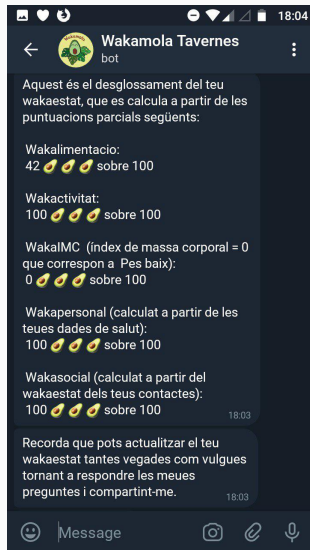 18:04
Wakamola Tavernes
bot
Aquest és el desglossament del teu
wakaestat, que es calcula a partir de les
puntuacions parcials següents:
Wakalimentacio:
42 🥑🥑🥑 sobre 100
Wakactivitat:
100 🥑🥑🥑 sobre 100
WakaIMC (índex de massa corporal = 0
que correspon a Pes baix):
0 🥑🥑🥑 sobre 100
Wakapersonal (calculat a partir de les
teues dades de salut):
100 🥑🥑🥑 sobre 100
Wakasocial (calculat a partir del
wakaestat dels teus contactes):
100 🥑🥑🥑 sobre 100
18:03
Recorda que pots actualitzar el teu
wakaestat tantes vegades com vulgues
tornant a respondre les meues
preguntes i compartint-me.
18:03
Message